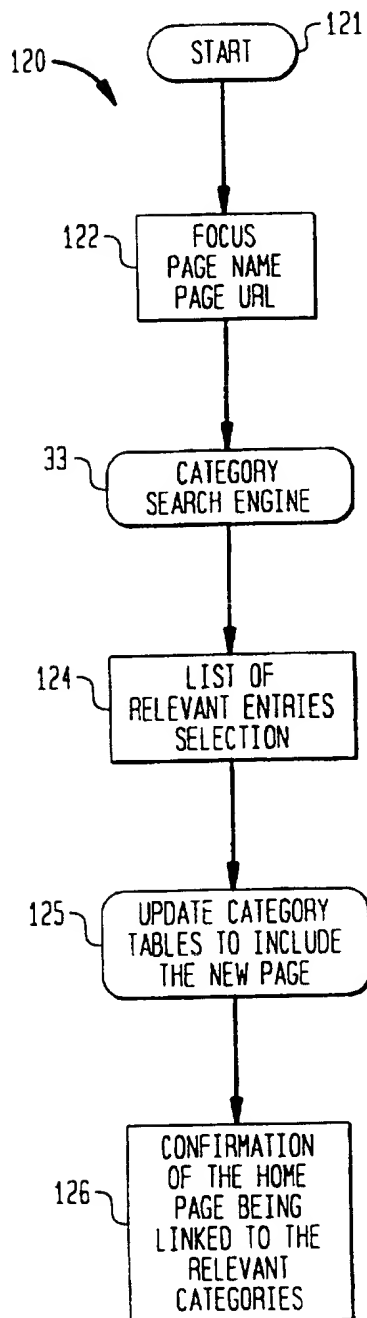 121
START
120
122
FOCUS
PAGE NAME
PAGE URL
33
CATEGORY
SEARCH ENGINE
124
LIST OF
RELEVANT ENTRIES
SELECTION
125
UPDATE CATEGORY
TABLES TO INCLUDE
THE NEW PAGE
126
CONFIRMATION
OF THE HOME
PAGE BEING
LINKED TO THE
RELEVANT
CATEGORIES